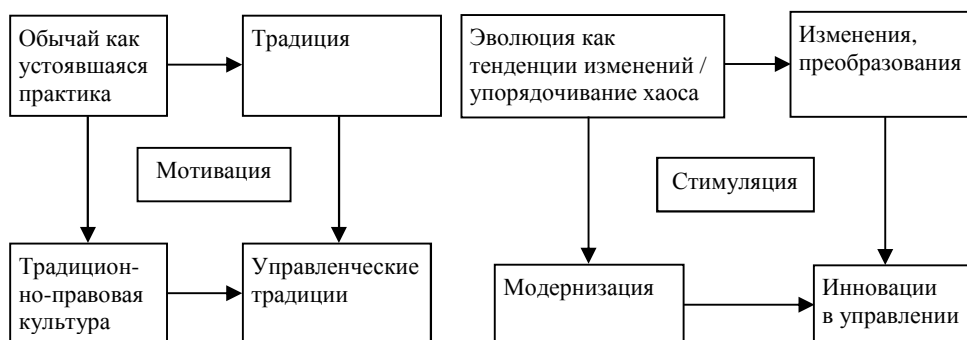 Обычай как
устоявшаяся
практика
Традиция
Эволюция как
тенденции изменений /
упорядочивание хаоса
Изменения,
преобразования
Мотивация
Стимуляция
Традицион-
но-правовая
культура
Управленческие
традиции
Модернизация
Инновации
в управлении